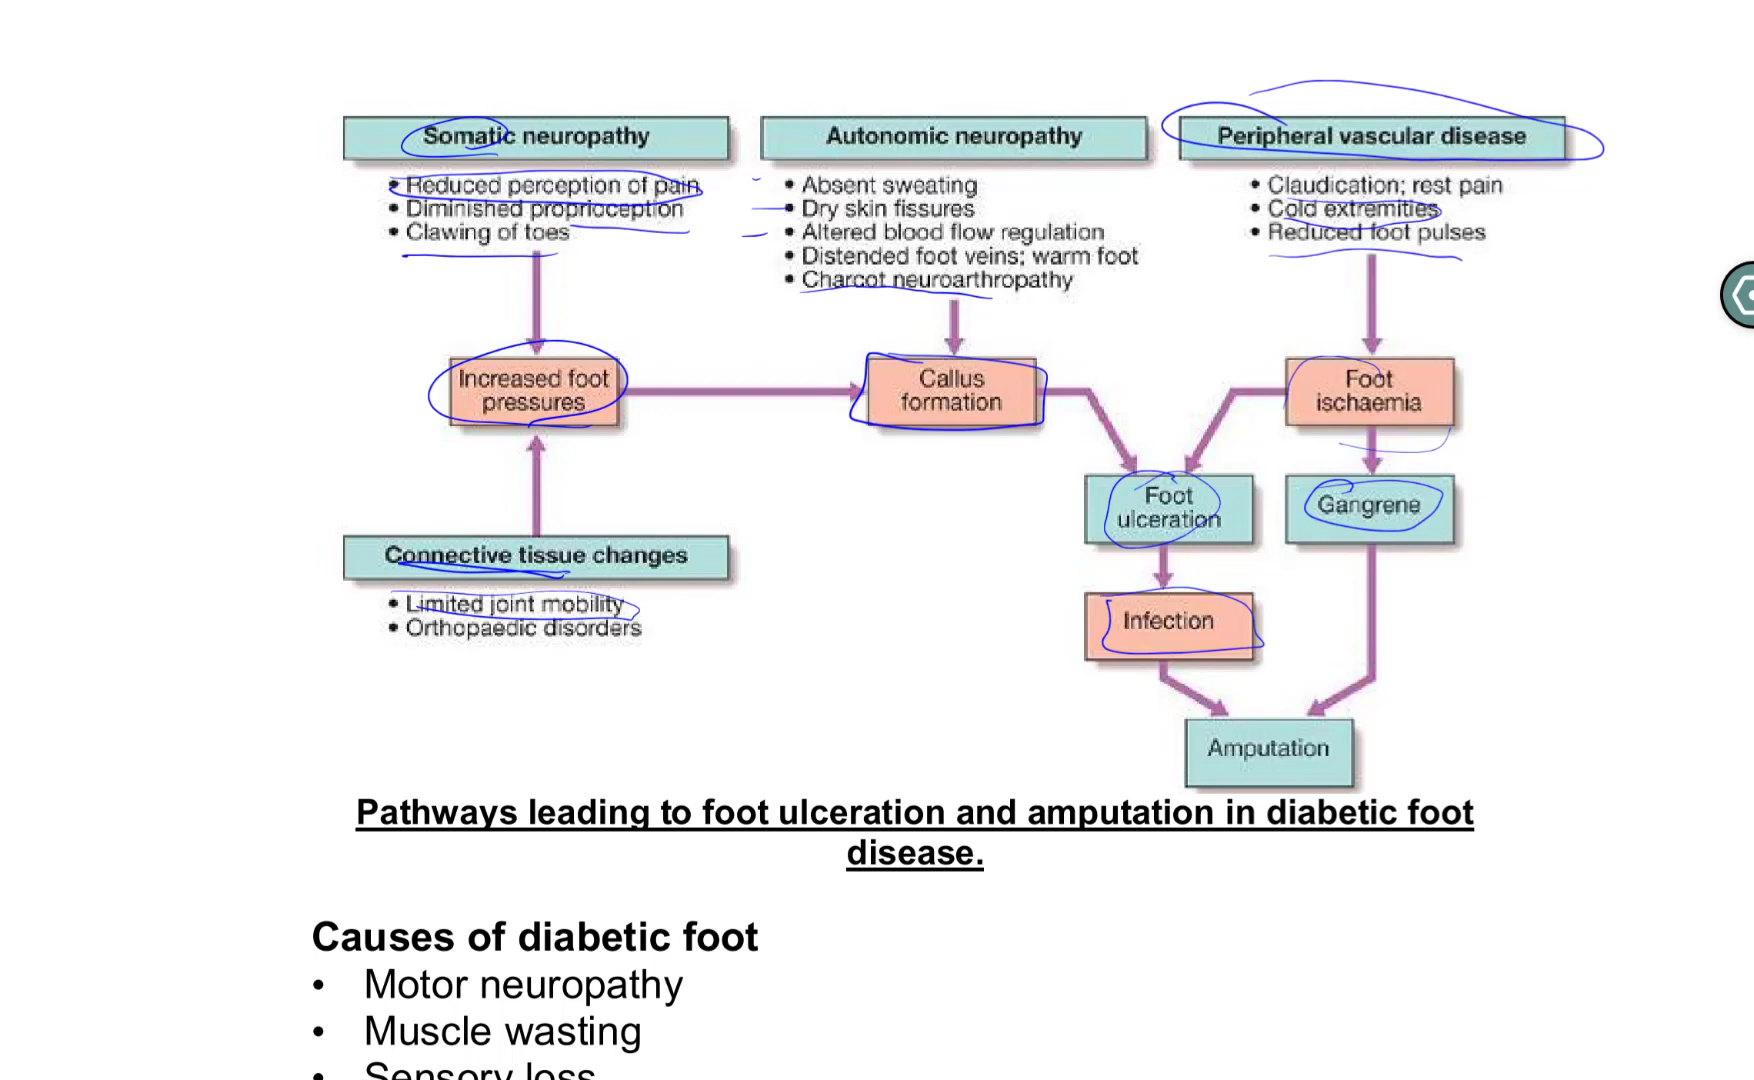 Somatic neuropathy
• Reduced perception of pain
• Diminished proprioception
• Clawing of toes
Autonomic neuropathy
• Absent sweating
• Dry skin fissures
• Altered blood flow regulation
• Distended foot veins; warm foot
• Charcot neuroarthropathy
Peripheral vascular disease
• Claudication; rest pain
• Cold extremities
• Reduced foot pulses
Increased foot
pressures
Callus
formation
Foot
ischaemia
Foot
ulceration
Gangrene
Connective tissue changes
• Limited joint mobility
• Orthopaedic disorders
Infection
Amputation
Pathways leading to foot ulceration and amputation in diabetic foot
disease.
Causes of diabetic foot
• Motor neuropathy
• Muscle wasting
• Sensory loss